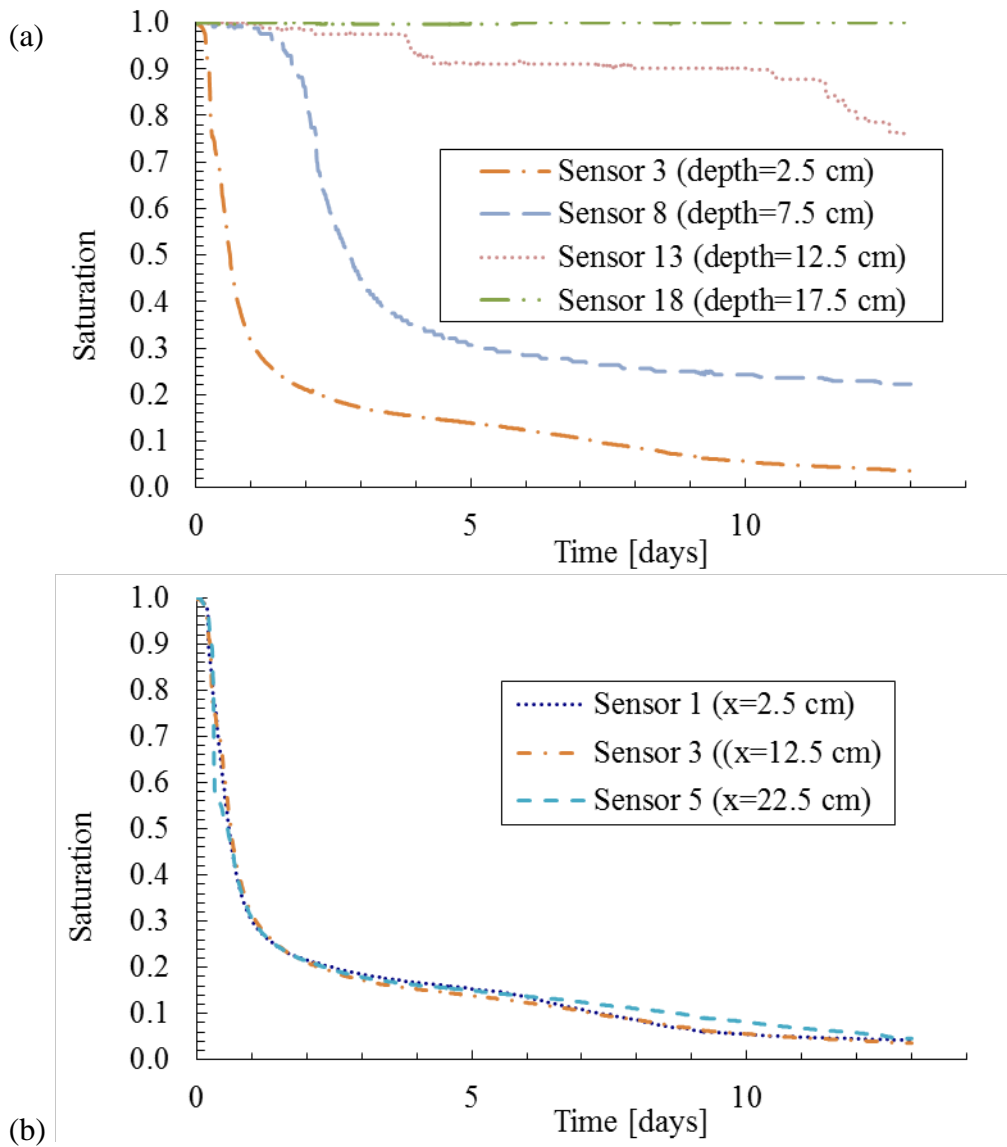 (a)
1.0
0.9
0.8
0.7
0.6
0.5
0.4
0.3
0.2
0.1
0.0
Saturation
Sensor 3 (depth=2.5 cm)
Sensor 8 (depth=7.5 cm)
Sensor 13 (depth=12.5 cm)
Sensor 18 (depth=17.5 cm)
0 5 10
Time [days]
1.0
0.9
0.8
0.7
0.6
0.5
0.4
0.3
0.2
0.1
0.0
Saturation
Sensor 1 (x=2.5 cm)
Sensor 3 ((x=12.5 cm)
Sensor 5 (x=22.5 cm)
0 5 10
Time [days]
(b)